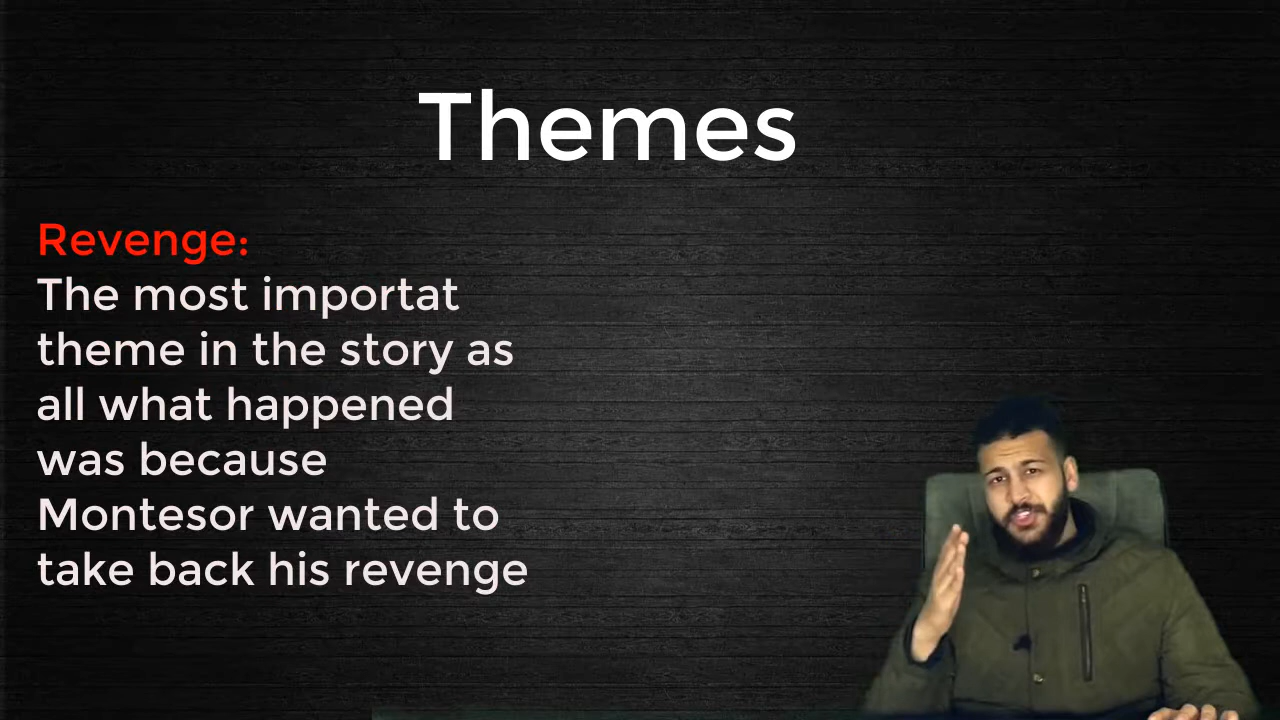 Themes
Revenge:
The most importat
theme in the story as
all what happened
was because
Montesor wanted to
take back his revenge